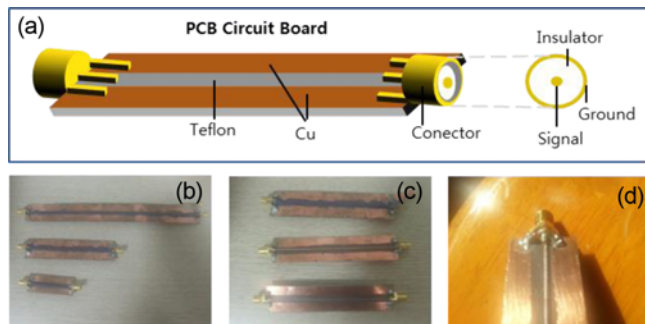 (a)
PCB Circuit Board
Insulator
Teflon
Cu
Conector
Signal
Ground
(b)
(c)
(d)